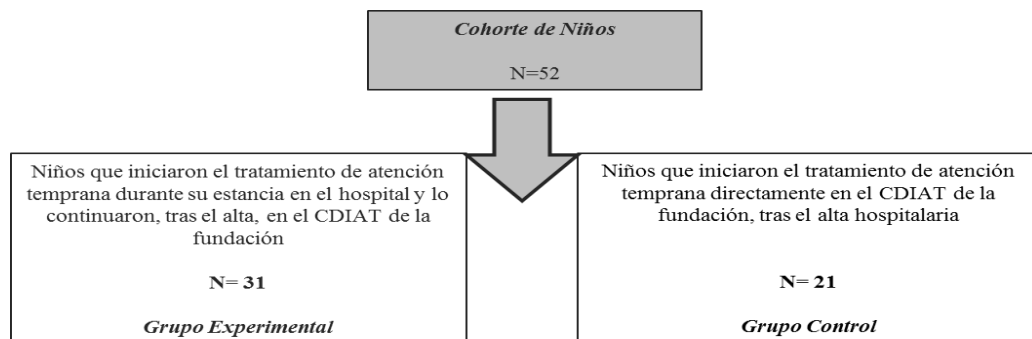 Cohorte de Niños
N=52
Niños que iniciaron el tratamiento de atención
temprana durante su estancia en el hospital y lo
continuaron, tras el alta, en el CDIAT de la
fundación
N= 31
Grupo Experimental
Niños que iniciaron el tratamiento de atención
temprana directamente en el CDIAT de la
fundación, tras el alta hospitalaria
N= 21
Grupo Control